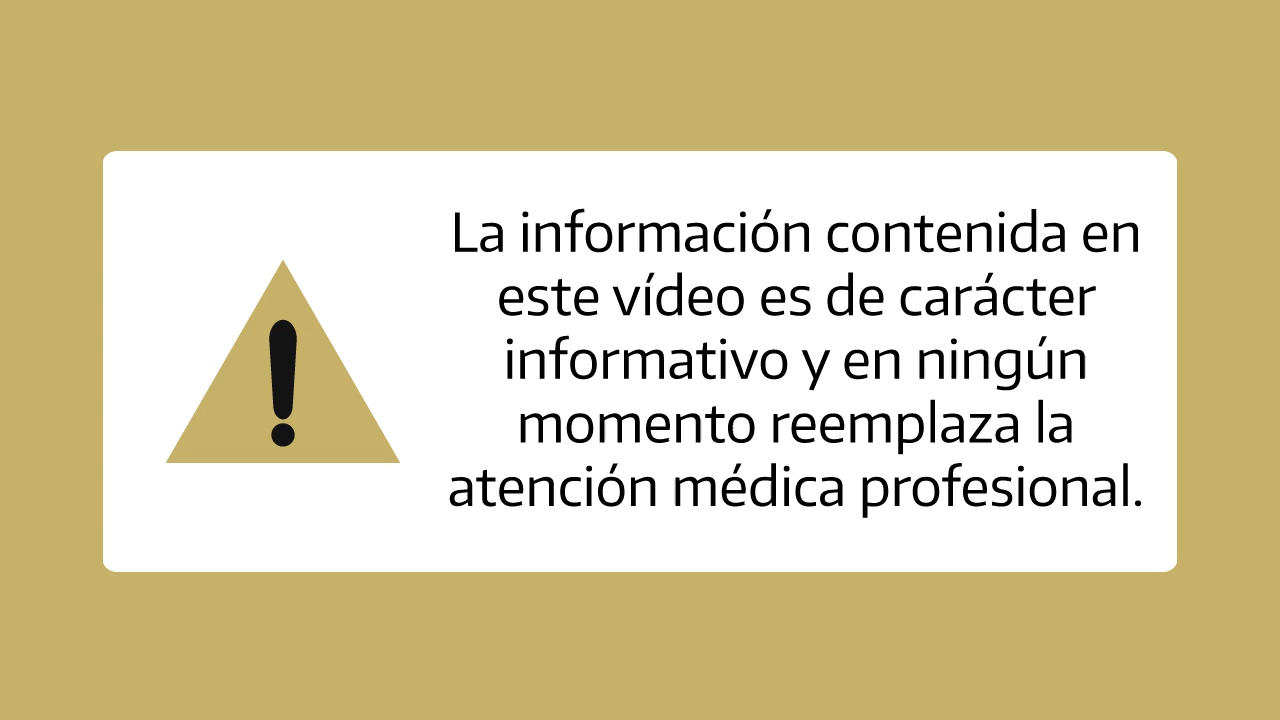 La información contenida en
este vídeo es de carácter
informativo y en ningún
momento reemplaza la
atención médica profesional.